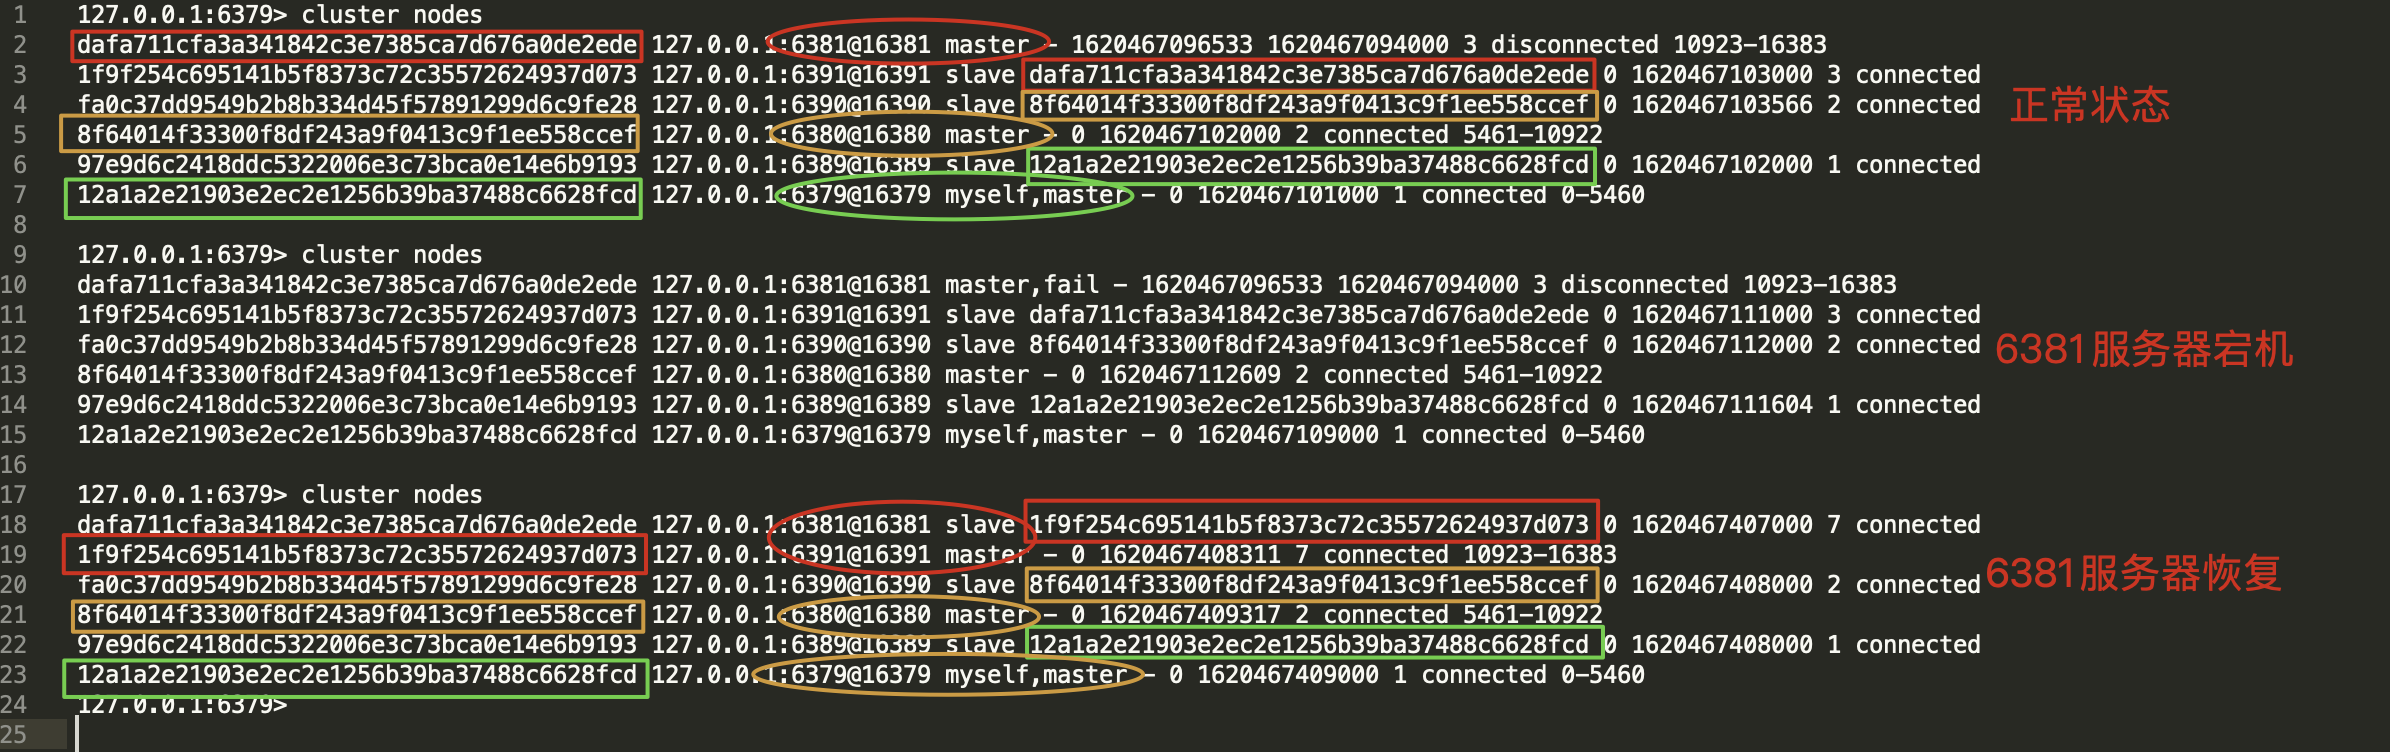 1 127.0.0.1:6379> cluster nodes
2 dafa711cfa3a341842c3e7385ca7d676a0de2ede 127.0.0.1:6381@16381 master - 1620467096533 1620467094000 3 disconnected 10923-16383
3 1f9f254c695141b5f8373c72c35572624937d073 127.0.0.1:6391@16391 slave dafa711cfa3a341842c3e7385ca7d676a0de2ede 0 1620467103000 3 connected
4 fa0c37dd9549b2b8b334d45f57891299d6c9fe28 127.0.0.1:6390@16390 slave 8f64014f33300f8df243a9f0413c9f1ee558ccef 0 1620467103566 2 connected
正常状态
5 8f64014f33300f8df243a9f0413c9f1ee558ccef 127.0.0.1:6380@16380 master - 0 1620467102000 2 connected 5461-10922
6 97e9d6c2418ddc5322006e3c73bca0e14e6b9193 127.0.0.1:6389@16389 slave 12a1a2e21903e2ec2e1256b39ba37488c6628fcd 0 1620467102000 1 connected
7 12a1a2e21903e2ec2e1256b39ba37488c6628fcd 127.0.0.1:6379@16379 myself,master - 0 1620467101000 1 connected 0-5460
8
9 127.0.0.1:6379> cluster nodes
10 dafa711cfa3a341842c3e7385ca7d676a0de2ede 127.0.0.1:6381@16381 master,fail - 1620467096533 1620467094000 3 disconnected 10923-16383
11 1f9f254c695141b5f8373c72c35572624937d073 127.0.0.1:6391@16391 slave dafa711cfa3a341842c3e7385ca7d676a0de2ede 0 1620467111000 3 connected
12 fa0c37dd9549b2b8b334d45f57891299d6c9fe28 127.0.0.1:6390@16390 slave 8f64014f33300f8df243a9f0413c9f1ee558ccef 0 1620467112000 2 connected
6381服务器宕机
13 8f64014f33300f8df243a9f0413c9f1ee558ccef 127.0.0.1:6380@16380 master - 0 1620467112609 2 connected 5461-10922
14 97e9d6c2418ddc5322006e3c73bca0e14e6b9193 127.0.0.1:6389@16389 slave 12a1a2e21903e2ec2e1256b39ba37488c6628fcd 0 1620467111604 1 connected
15 12a1a2e21903e2ec2e1256b39ba37488c6628fcd 127.0.0.1:6379@16379 myself,master - 0 1620467109000 1 connected 0-5460
16
17 127.0.0.1:6379> cluster nodes
18 dafa711cfa3a341842c3e7385ca7d676a0de2ede 127.0.0.1:6381@16381 slave 1f9f254c695141b5f8373c72c35572624937d073 0 1620467407000 7 connected
19 1f9f254c695141b5f8373c72c35572624937d073 127.0.0.1:6391@16391 master - 0 1620467408311 7 connected 10923-16383
20 fa0c37dd9549b2b8b334d45f57891299d6c9fe28 127.0.0.1:6390@16390 slave 8f64014f33300f8df243a9f0413c9f1ee558ccef 0 1620467408000 2 connected
6381服务器恢复
21 8f64014f33300f8df243a9f0413c9f1ee558ccef 127.0.0.1:6380@16380 master - 0 1620467409317 2 connected 5461-10922
22 97e9d6c2418ddc5322006e3c73bca0e14e6b9193 127.0.0.1:6389@16389 slave 12a1a2e21903e2ec2e1256b39ba37488c6628fcd 0 1620467408000 1 connected
23 12a1a2e21903e2ec2e1256b39ba37488c6628fcd 127.0.0.1:6379@16379 myself,master - 0 1620467409000 1 connected 0-5460
24 127.0.0.1:6379>
25